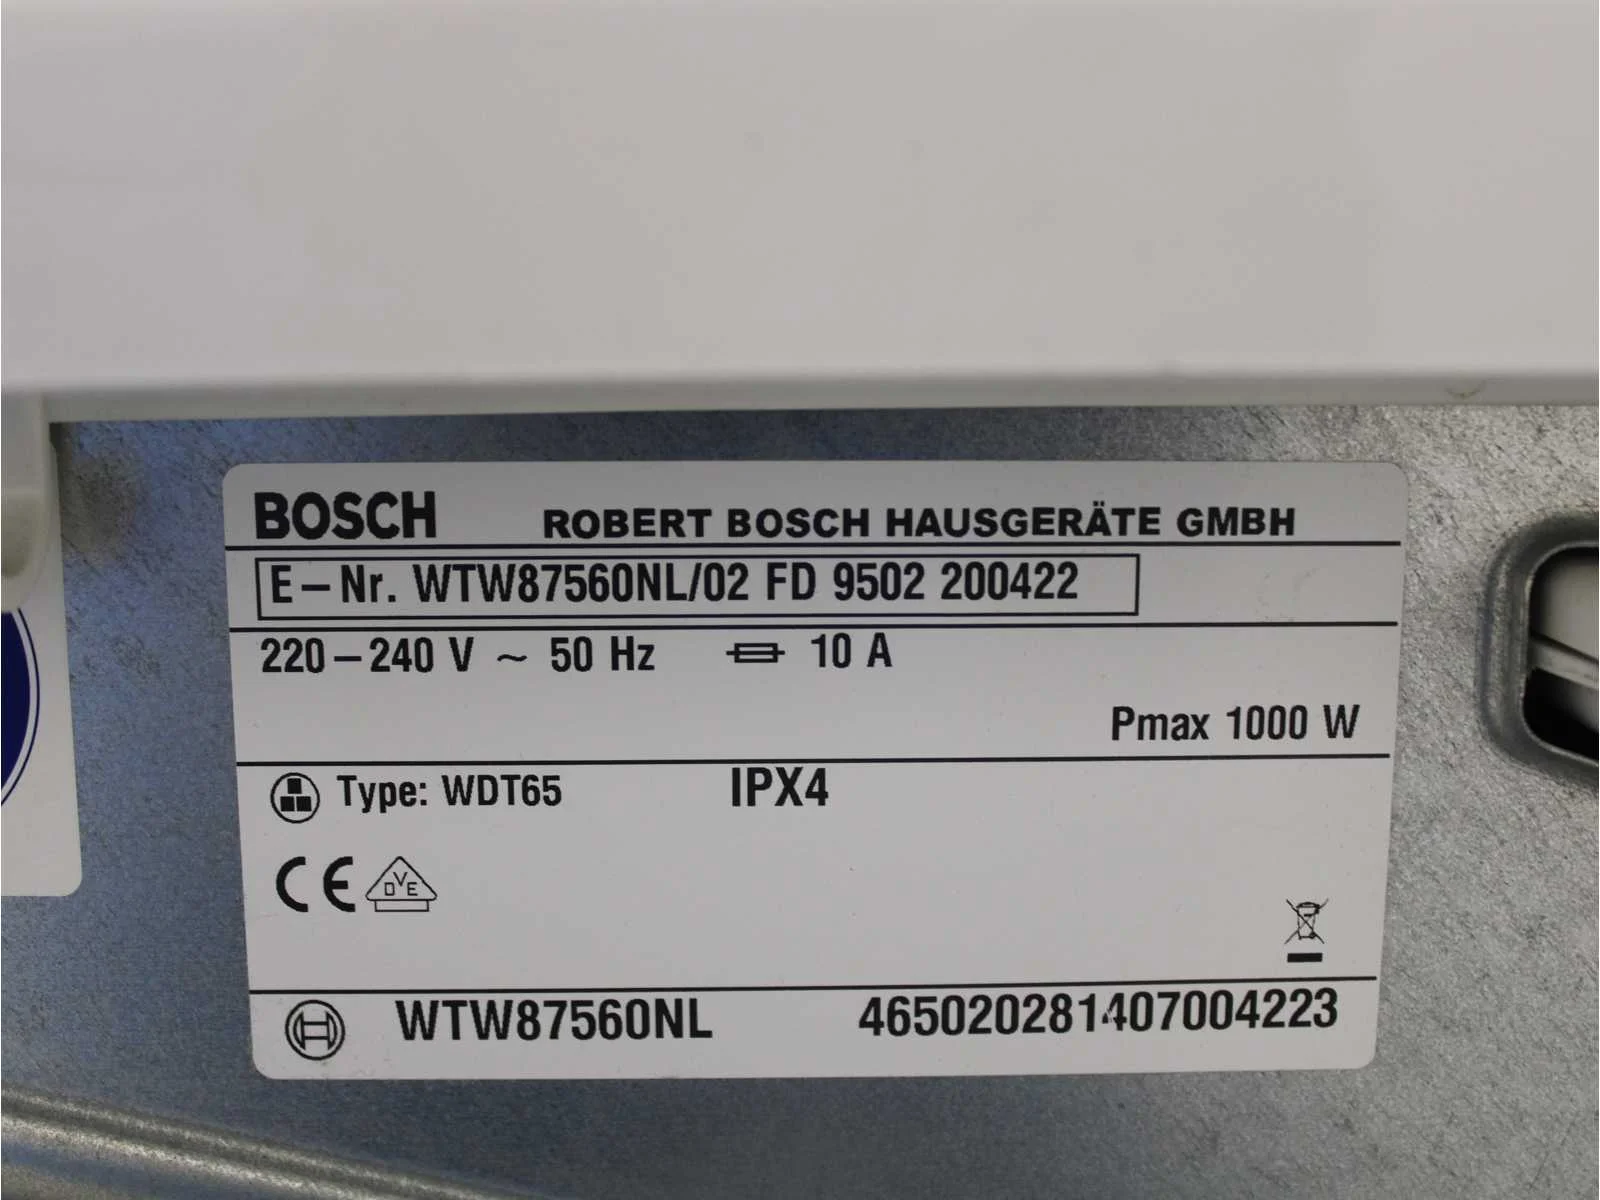 BOSCH ROBERT BOSCH HAUSGERÄTE GMBH
E-Nr. WTW87560NL/02 FD 9502 200422
220-240 V ~ 50 Hz 10 A
Pmax 1000 W
Type: WDT65 IPX4
CE DVE
WTW87560NL 465020281407004223